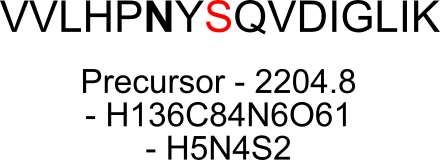 VVLHPNYSQVDIGLIK
Precursor - 2204.8
- H136C84N6O61
- H5N4S2